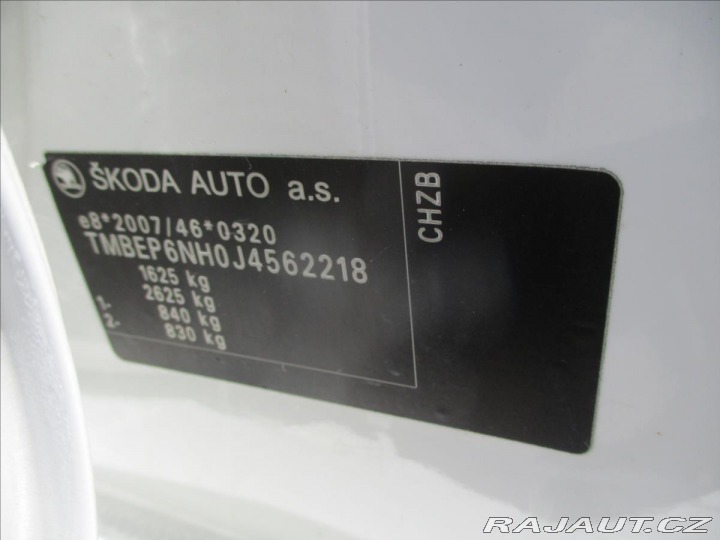 ŠKODA AUTO a.s.
e8*2007/46*0320
TMBEP6NH0J4562218
1625 kg
2625 kg
1- 840 kg
2- 830 kg
CHZB
RAJAUT.CZ